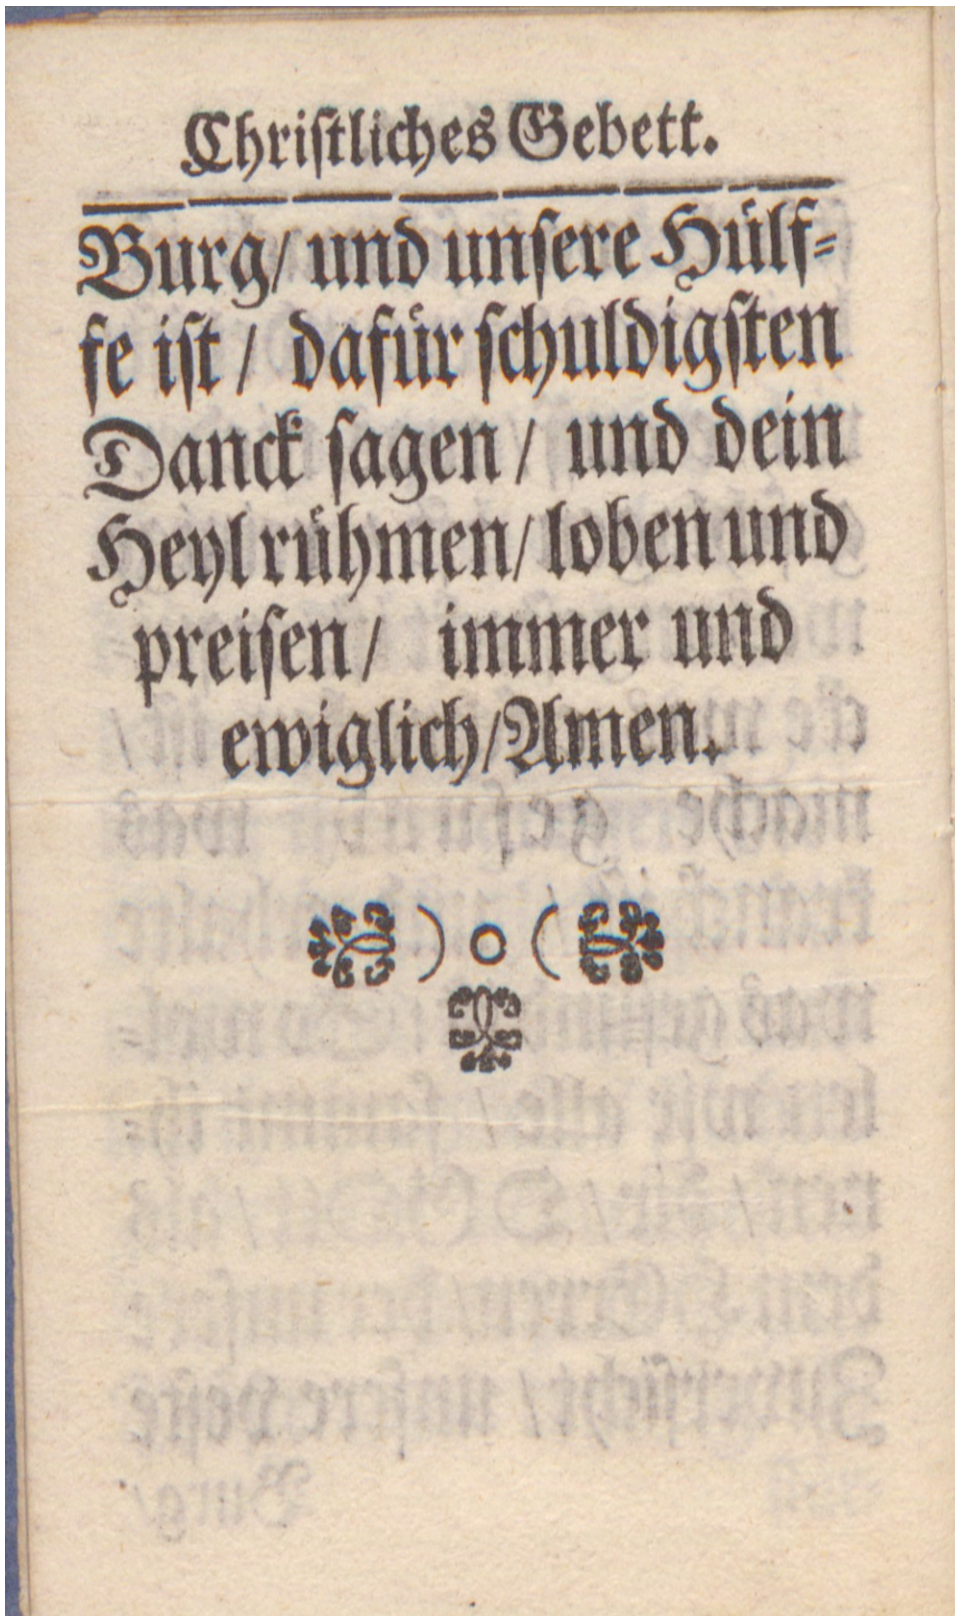 Chriſtliches Gebett.
Burg/ und unſere Hülf-
fe iſt / dafür ſchuldigſten
Danck ſagen / und dein
Heyl rühmen/ loben und
preiſen / immer und
ewiglich/Amen.
) o (